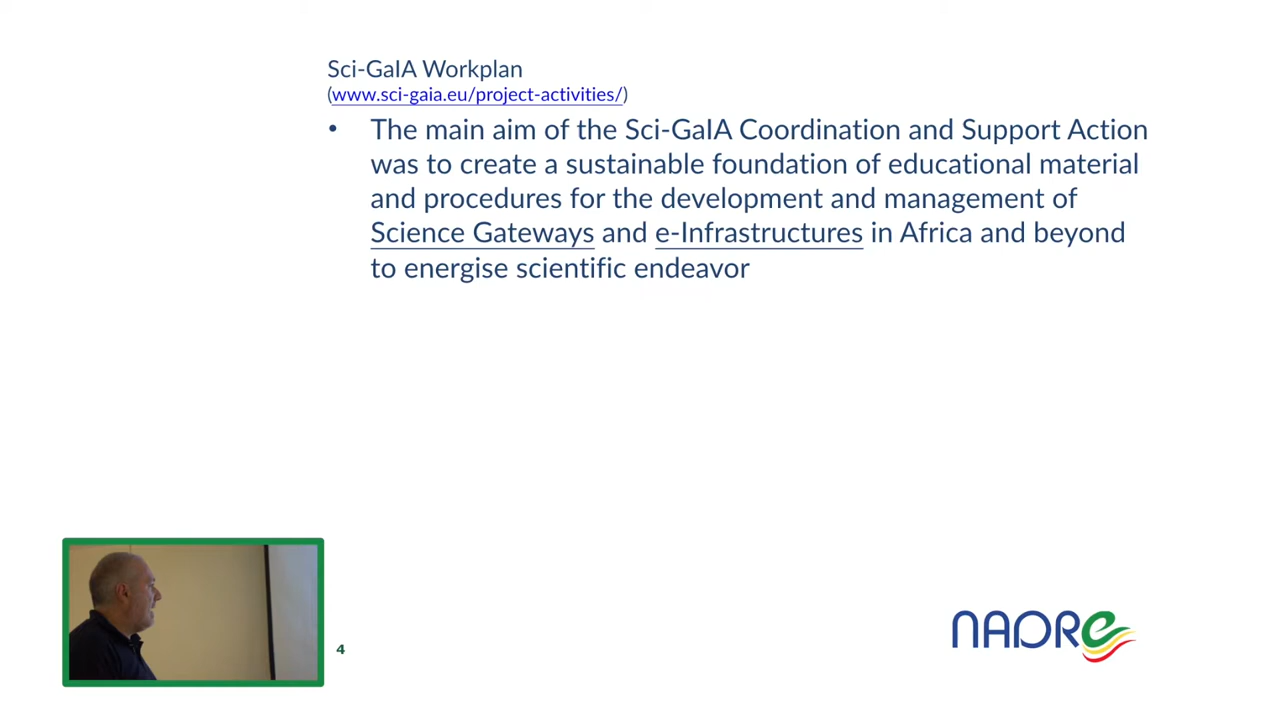 Sci-GaIA Workplan
(www.sci-gaia.eu/project-activities/)
• The main aim of the Sci-GaIA Coordination and Support Action
was to create a sustainable foundation of educational material
and procedures for the development and management of
Science Gateways and e-Infrastructures in Africa and beyond
to energise scientific endeavor
4
NADRe